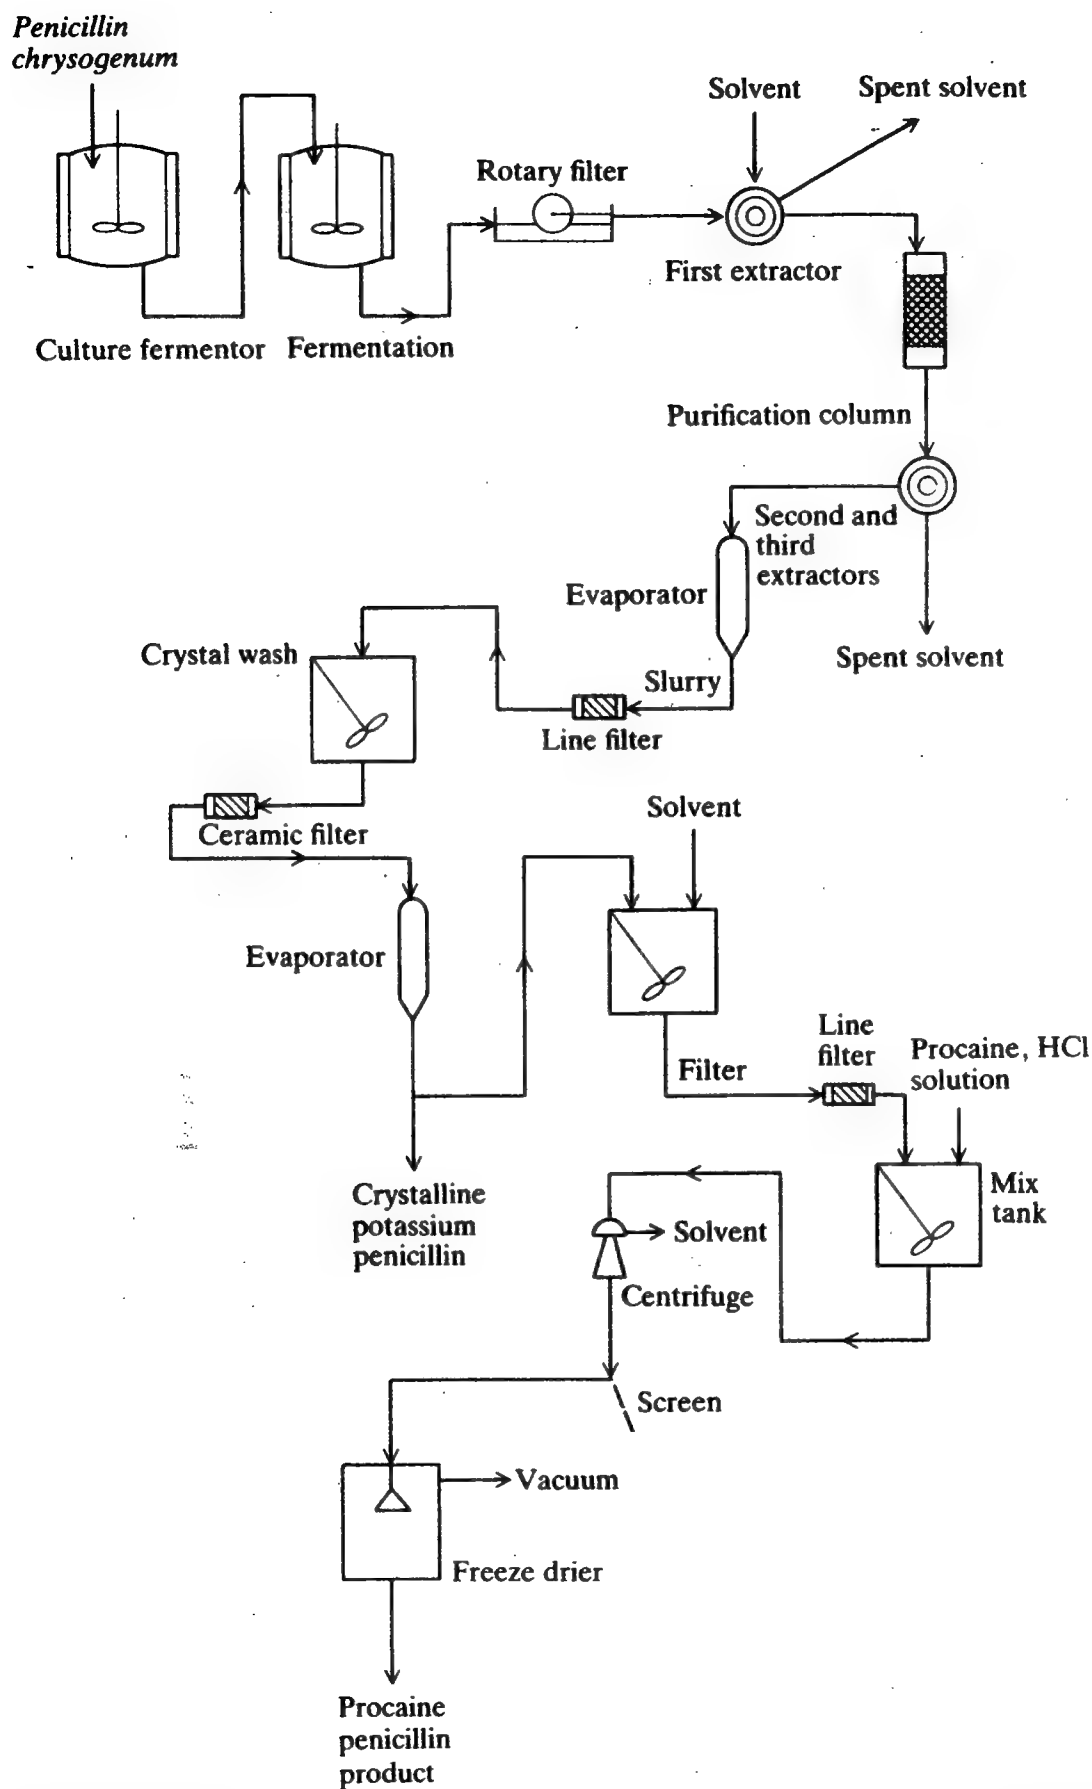 Penicillin
chrysogenum
Solvent
Spent solvent
Rotary filter
First extractor
Culture fermentor
Fermentation
Purification column
Second and
third
extractors
Evaporator
Spent solvent
Crystal wash
Slurry
Line filter
Ceramic filter
Solvent
Evaporator
Line
filter
Procaine, HCl
solution
Filter
Crystalline
potassium
penicillin
Mix
tank
Solvent
Centrifuge
Screen
Vacuum
Freeze drier
Procaine
penicillin
product